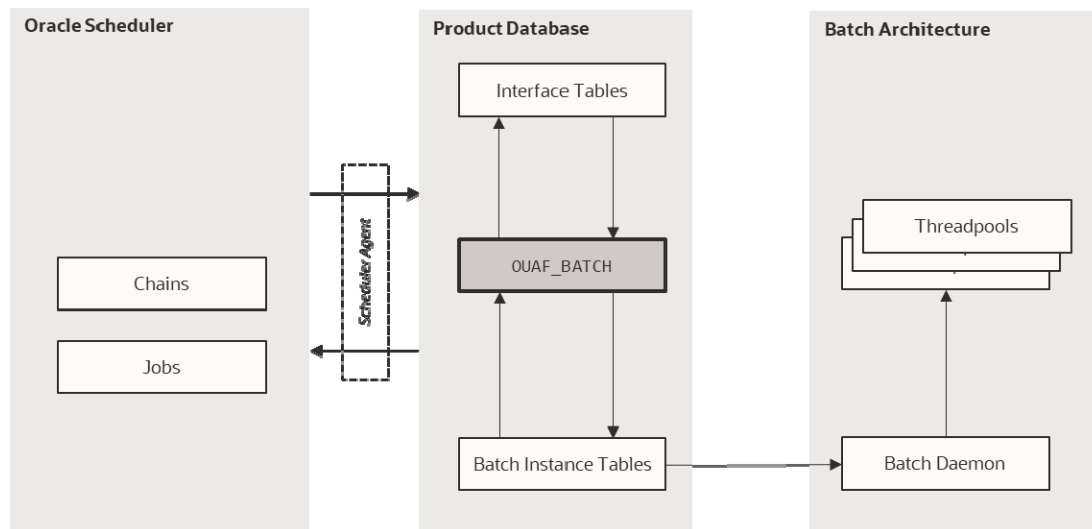 Oracle Scheduler
Chains
Jobs
Scheduler Agent
Product Database
Interface Tables
OUAF_BATCH
Batch Instance Tables
Batch Architecture
Threadpools
Batch Daemon